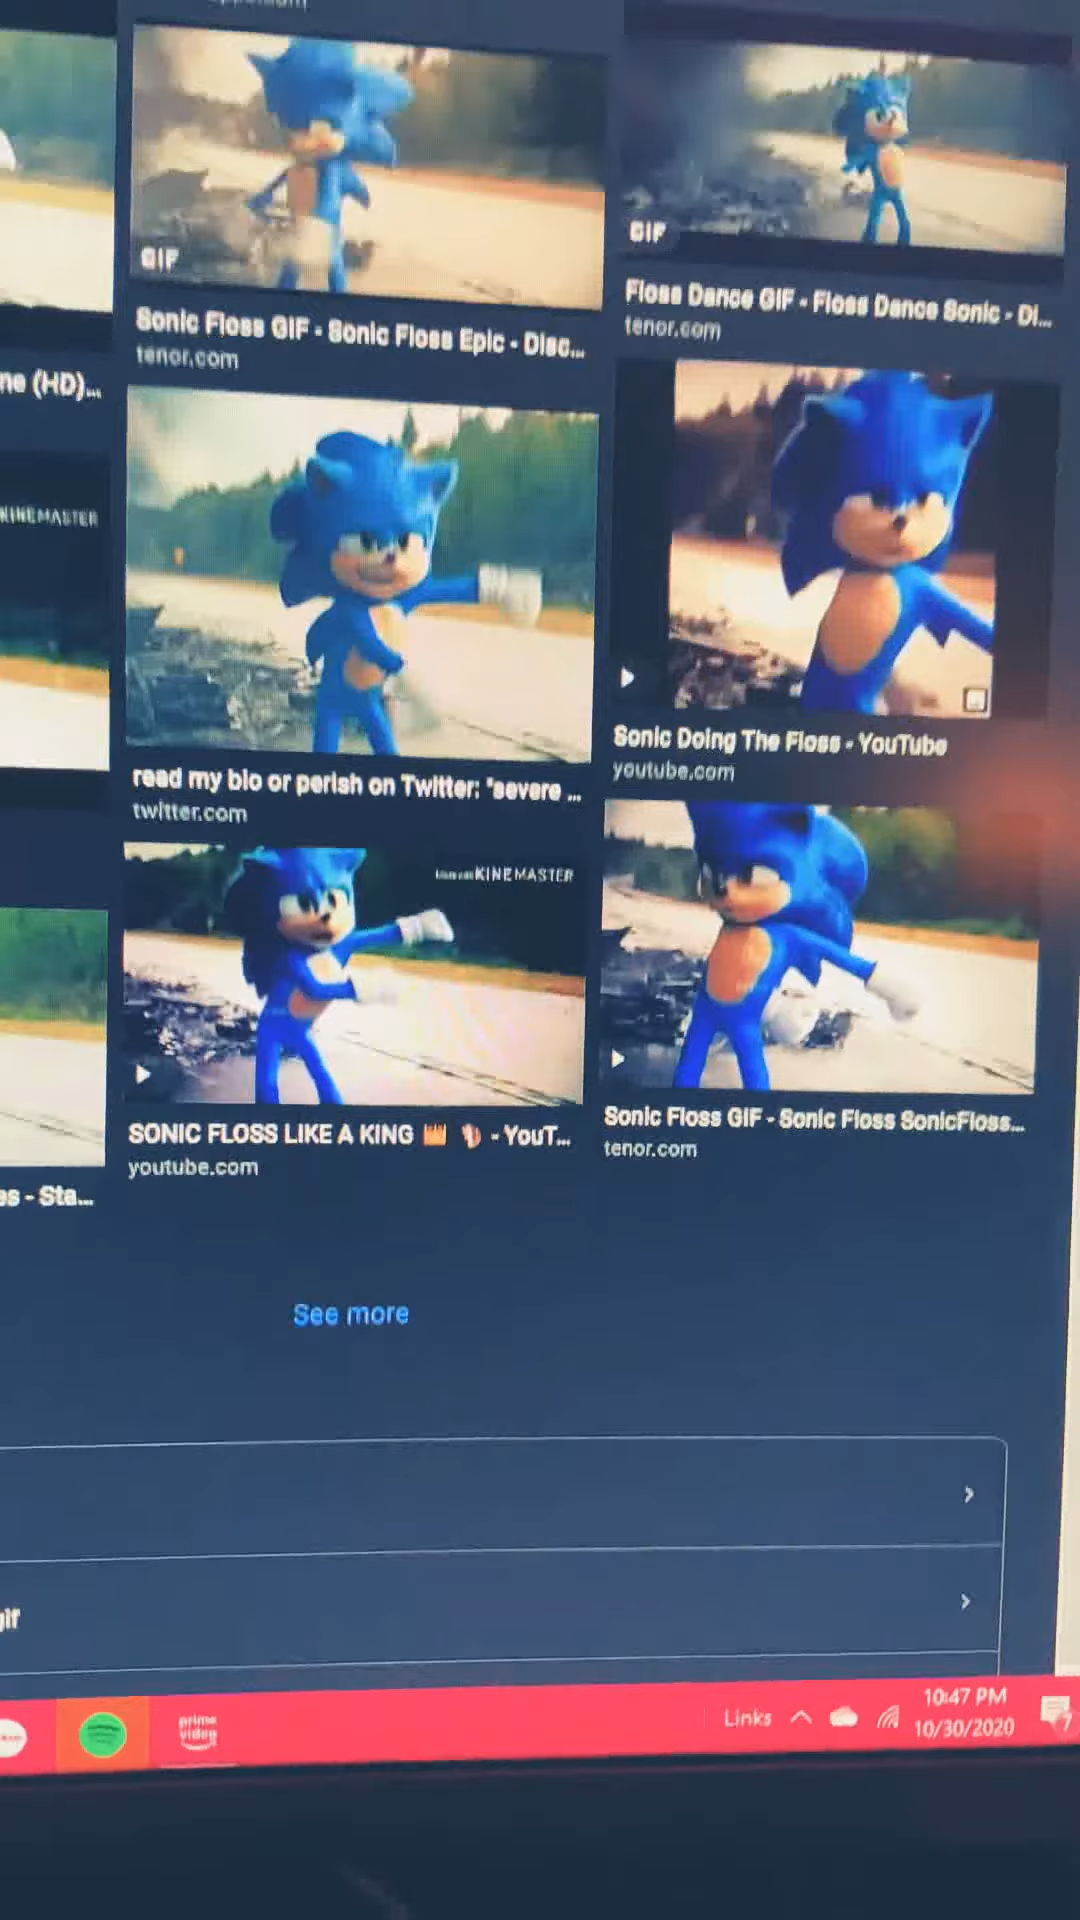 GIF
GIF
Sonic Floss GIF - Sonic Floss Epic - Disc...
tenor.com
Floss Dance GIF - Floss Dance Sonic - Di...
tenor.com
ne (HD)...
KINEMASTER
read my bio or perish on Twitter: "severe ...
twitter.com
Sonic Doing The Floss - YouTube
youtube.com
KINEMASTER
SONIC FLOSS LIKE A KING - YouT...
youtube.com
Sonic Floss GIF - Sonic Floss SonicFloss...
tenor.com
es - Sta...
See more
gif
prime
video
Links
10:47 PM
10/30/2020
7